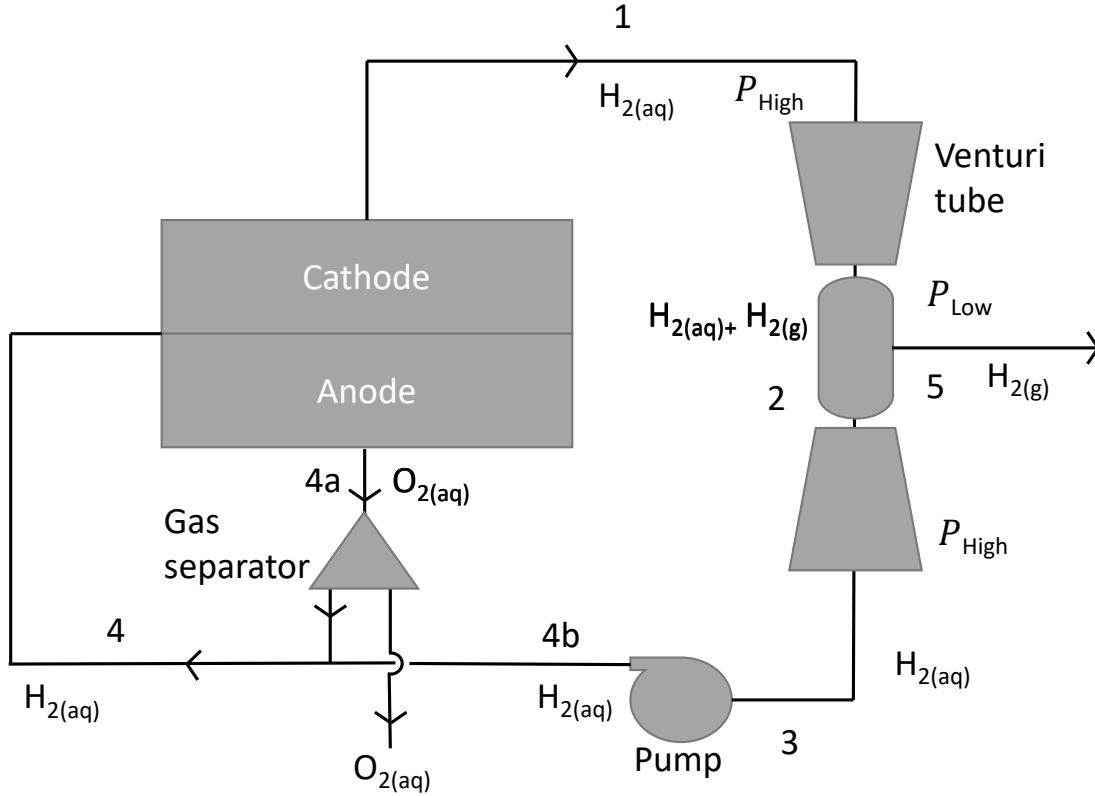 1
H2(aq)
PHigh
Venturi
tube
Cathode
H2(aq)+ H2(g)
PLow
Anode
2
5
H2(g)
4a
O2(aq)
Gas
separator
PHigh
4
4b
H2(aq)
H2(aq)
H2(aq)
3
Pump
O2(aq)